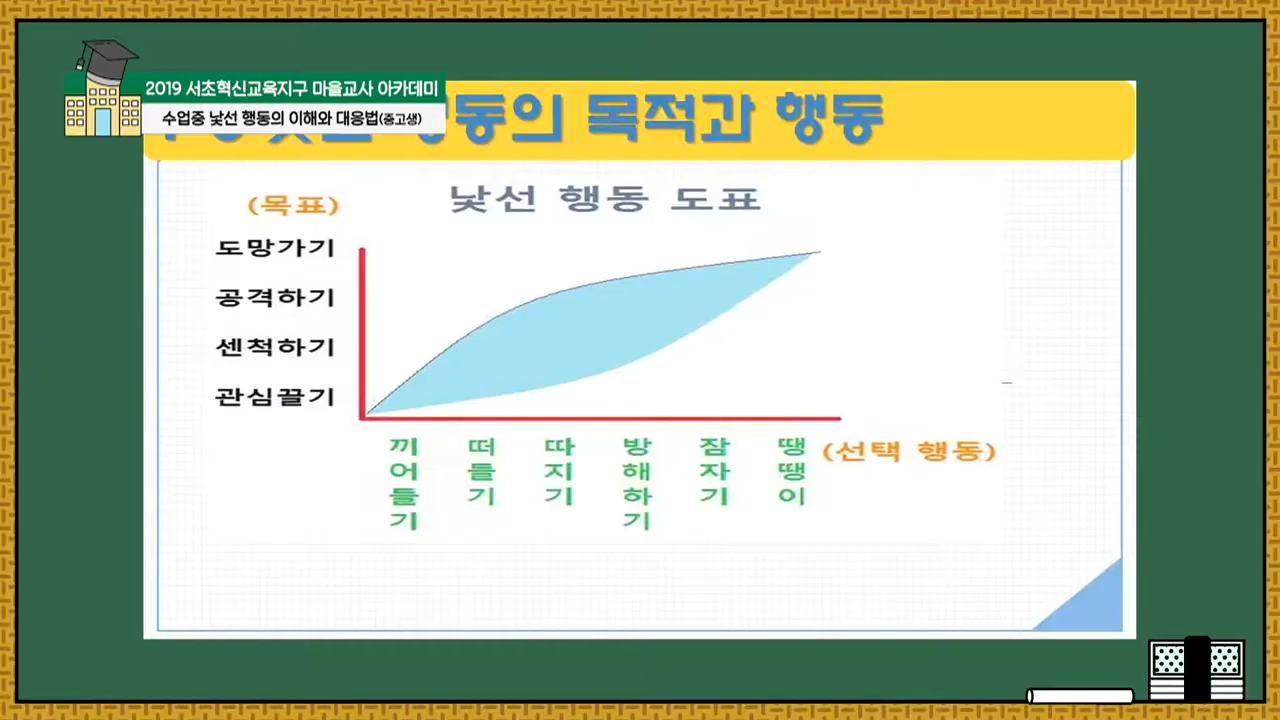 2019 서초혁신교육지구 마을교사 아카데미
수업중 낯선 행동의 이해와 대응법(중고생)
행동의 목적과 행동
낯선 행동 도표
(목표)
도망가기
공격하기
센척하기
관심끌기
끼어들기
떠들기
따지기
방해하기
잠자기
땡땡이
(선택 행동)